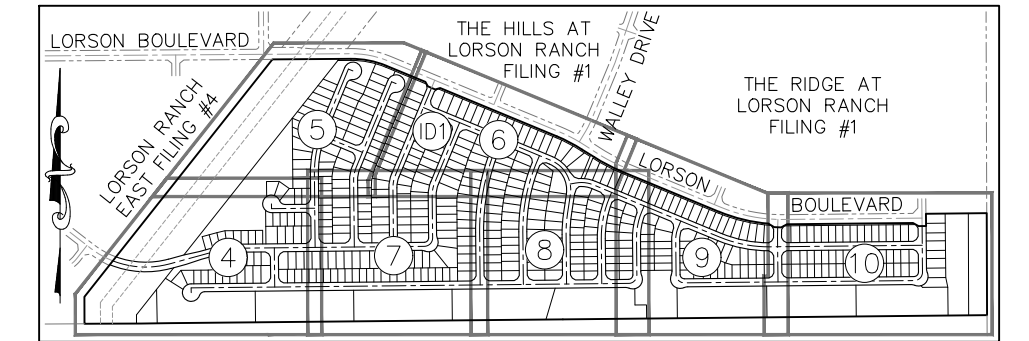 LORSON BOULEVARD
THE HILLS AT
LORSON RANCH
FILING #1
WALLEY DRIVE
THE RIDGE AT
LORSON RANCH
FILING #1
LORSON RANCH
EAST FILING #4
5
ID1
6
LORSON
BOULEVARD
4
7
8
9
10